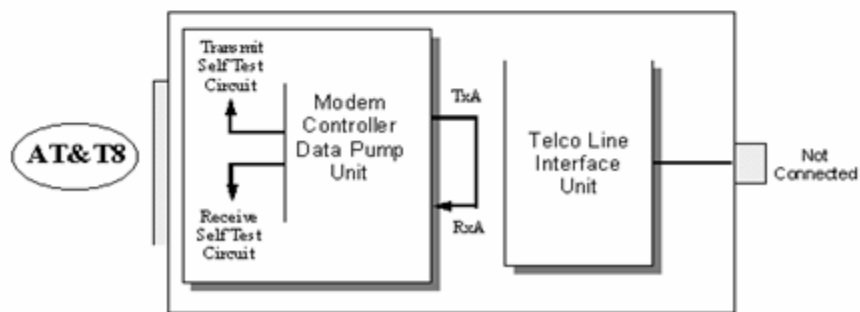 AT&T8
Transmit
Self Test
Circuit
Receive
Self Test
Circuit
Modem
Controller
Data Pump
Unit
TxA
RxA
Telco Line
Interface
Unit
Not
Connected